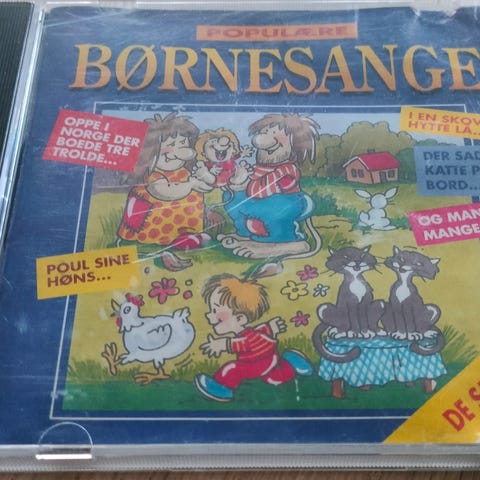 POPULÆRE
BØRNESANGE
OPPE I
NORGE DER
BOEDE TRE
TROLDE...
I EN SKOV
HYTTE LÅ...
DER SAD
KATTE P
BORD...
OG MAN
MANGE
POUL SINE
HØNS...
DE S